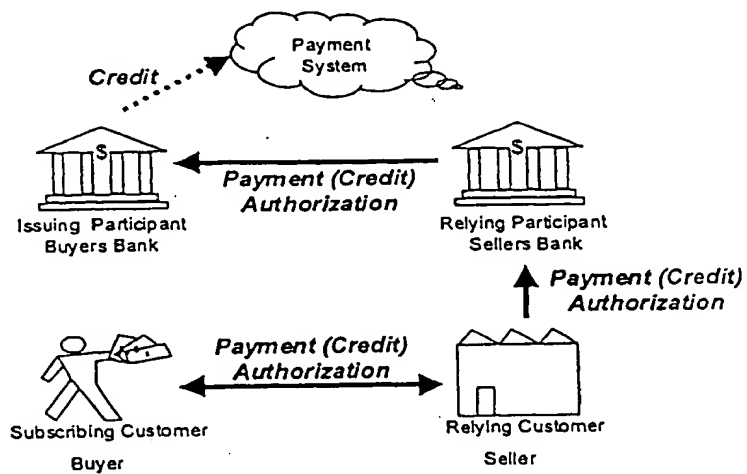 Payment
System
Credit
$
$
Payment (Credit)
Authorization
Issuing Participant
Buyers Bank
Relying Participant
Sellers Bank
Payment (Credit)
Authorization
Payment (Credit)
Authorization
Subscribing Customer
Buyer
Relying Customer
Seller